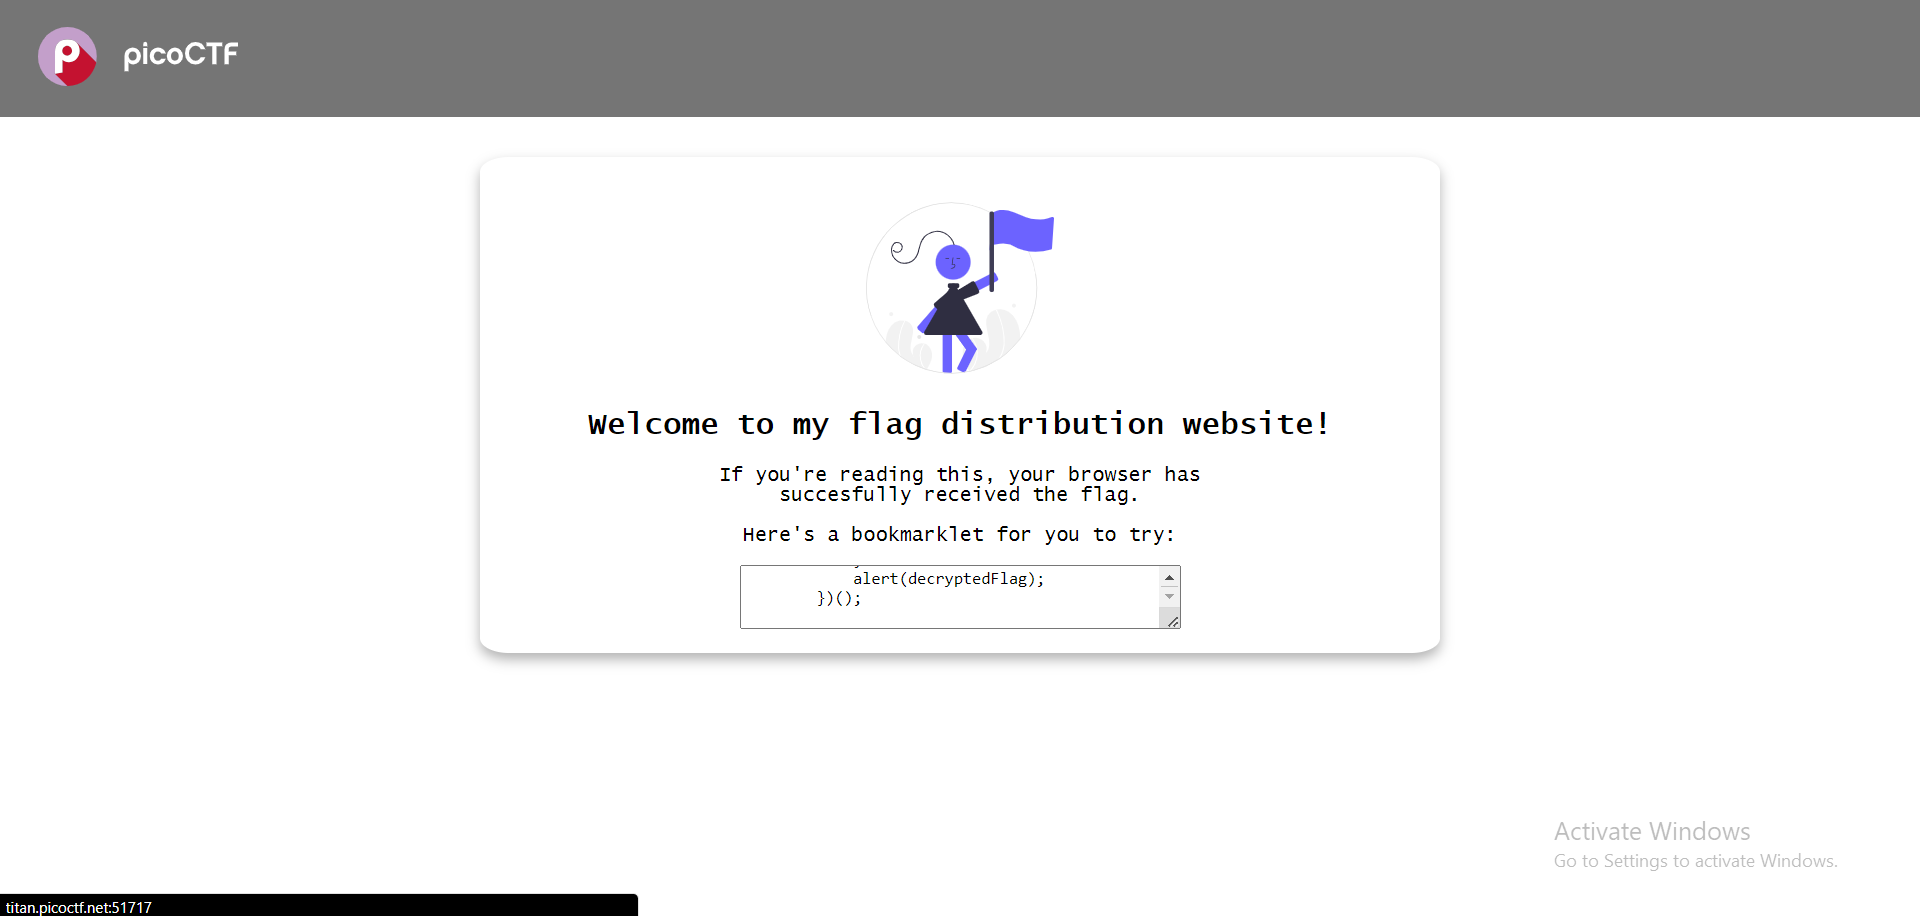 picoCTF
Welcome to my flag distribution website!
If you're reading this, your browser has
succesfully received the flag.
Here's a bookmarklet for you to try:
alert(decryptedFlag);
})();
Activate Windows
Go to Settings to activate Windows.
titan.picoctf.net:51717